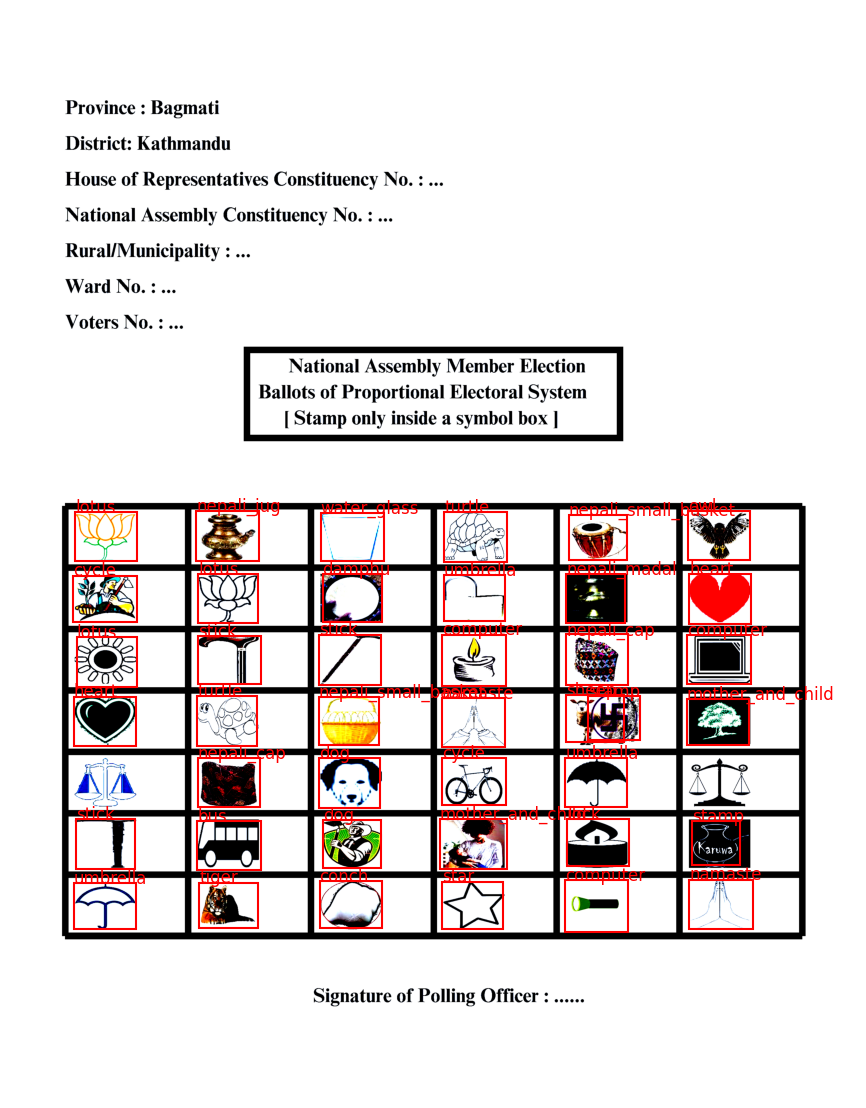 Province : Bagmati
District: Kathmandu
House of Representatives Constituency No. : ...
National Assembly Constituency No. : ...
Rural/Municipality : ...
Ward No. : ...
Voters No. : ...
National Assembly Member Election
Ballots of Proportional Electoral System
[ Stamp only inside a symbol box ]
lotus nepali_jug water_glass turtle nepali_small_basket
cycle lotus damphu umbrella nepali_madal heart
lotus stick stick computer nepali_cap computer
heart turtle nepali_small_basket namaste stamp mother_and_child
nepali_cap dog cycle umbrella
stick bus dog mother_and_child stamp
Karuwa
umbrella tiger conch star computer namaste
Signature of Polling Officer : ......